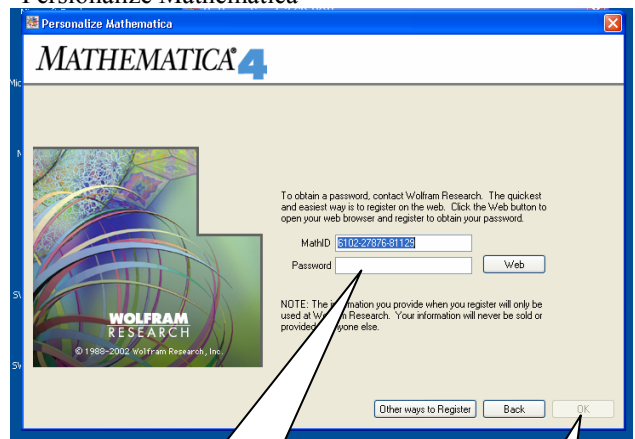 Persionalize Mathematica
Personalize Mathematica
MATHEMATICA® 4
To obtain a password, contact Wolfram Research. The quickest
and easiest way is to register on the web. Click the Web button to
open your web browser and register to obtain your password.
MathID 6102-27876-81129
Password Web
NOTE: The information you provide when you register will only be
used at Wolfram Research. Your information will never be sold or
provided anyone else.
WOLFRAM
RESEARCH
© 1988-2002 Wolfram Research, Inc.
Other ways to Register Back OK